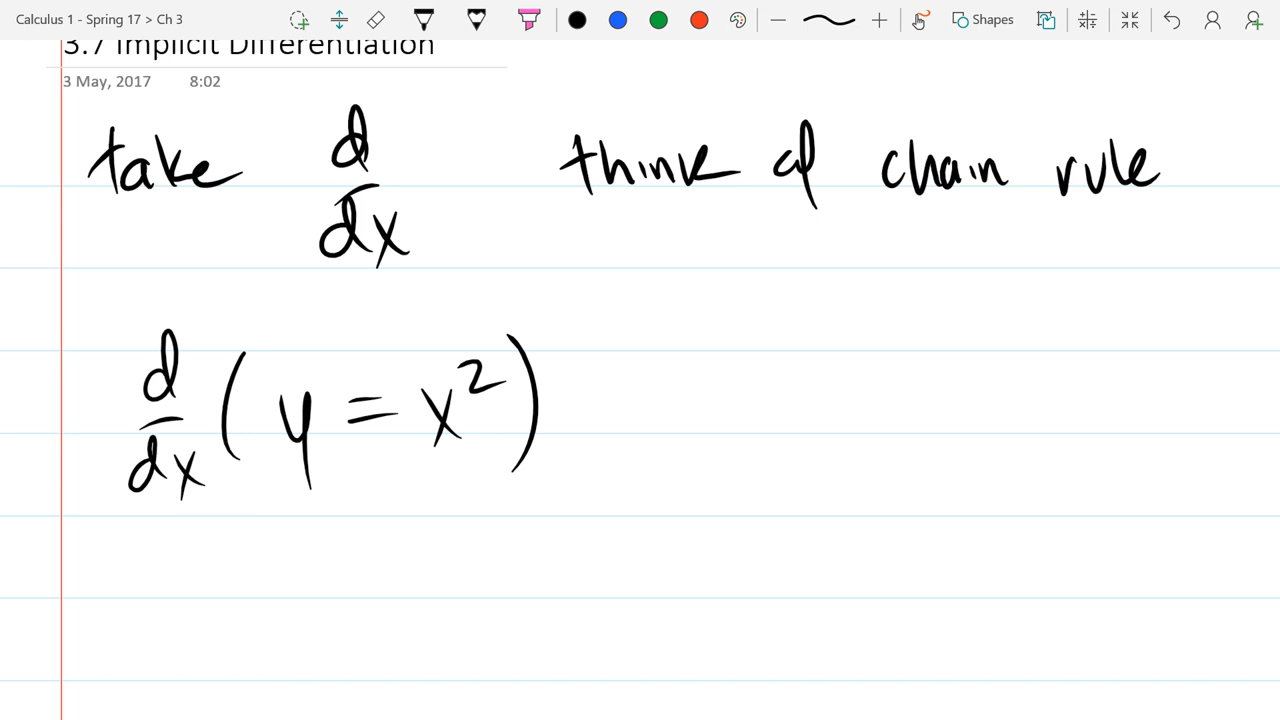 Calculus 1 - Spring 17 > Ch 3
Shapes
3.7 Implicit Differentiation
3 May, 2017 8:02
take d/dx think of chain rule
d/dx (y = x²)